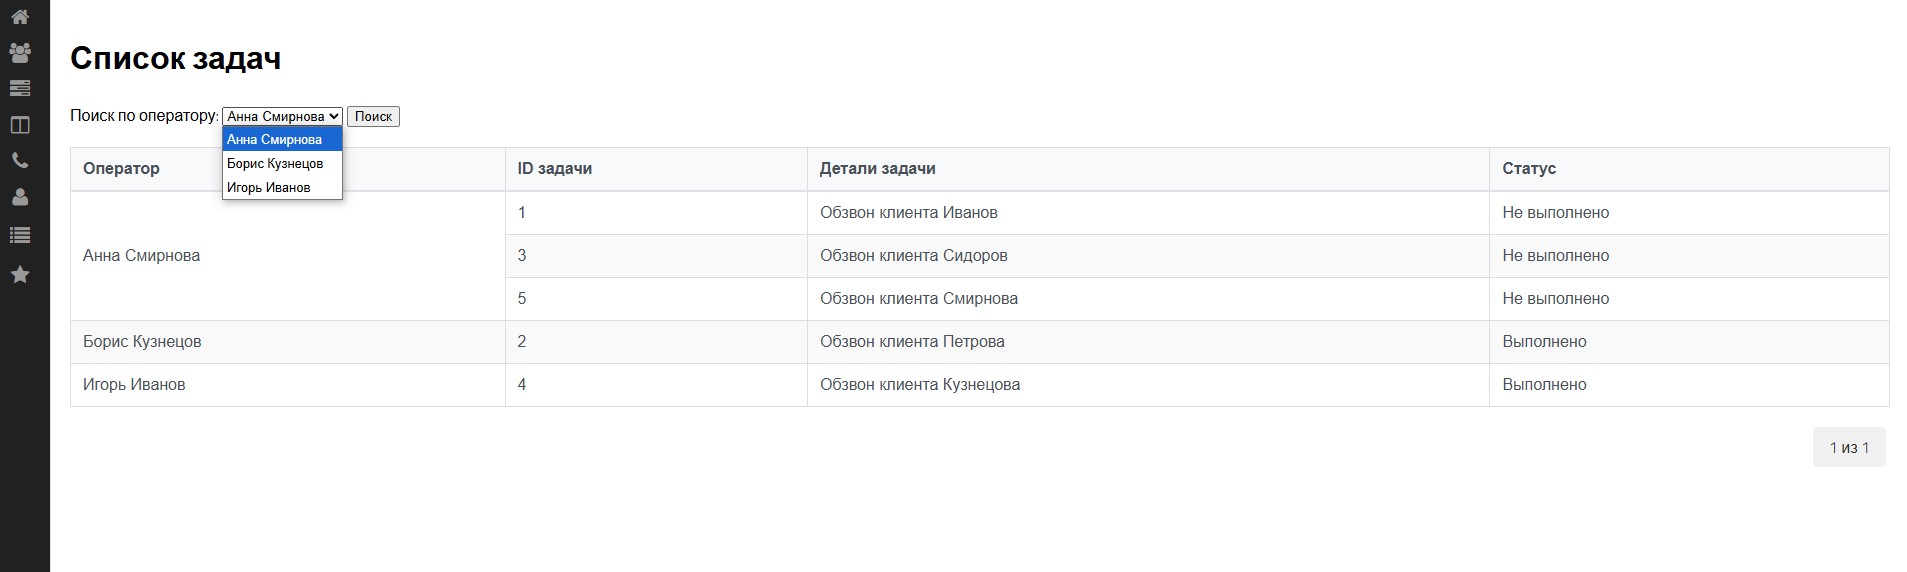 Список задач
Поиск по оператору: Анна Смирнова Поиск
Анна Смирнова
Борис Кузнецов
Игорь Иванов
Оператор ID задачи Детали задачи Статус
Анна Смирнова
1 Обзвон клиента Иванов Не выполнено
3 Обзвон клиента Сидоров Не выполнено
5 Обзвон клиента Смирнова Не выполнено
Борис Кузнецов 2 Обзвон клиента Петрова Выполнено
Игорь Иванов 4 Обзвон клиента Кузнецова Выполнено
1 из 1